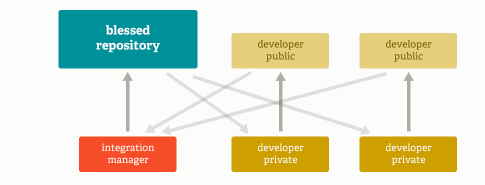 blessed
repository
developer
public
developer
public
integration
manager
developer
private
developer
private